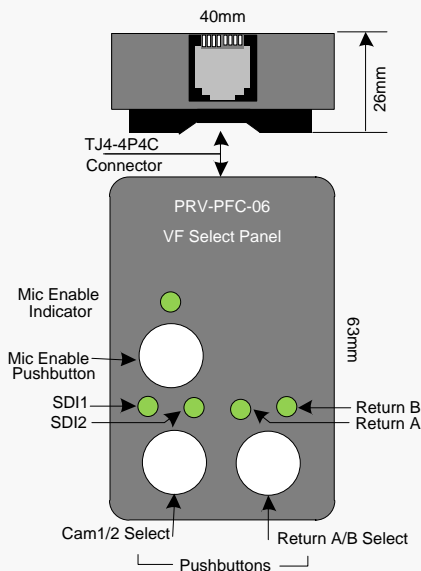 40mm
26mm
TJ4-4P4C
Connector
PRV-PFC-06
VF Select Panel
Mic Enable
Indicator
63mm
Mic Enable
Pushbutton
SDI1
Return B
SDI2
Return A
Cam1/2 Select
Return A/B Select
Pushbuttons